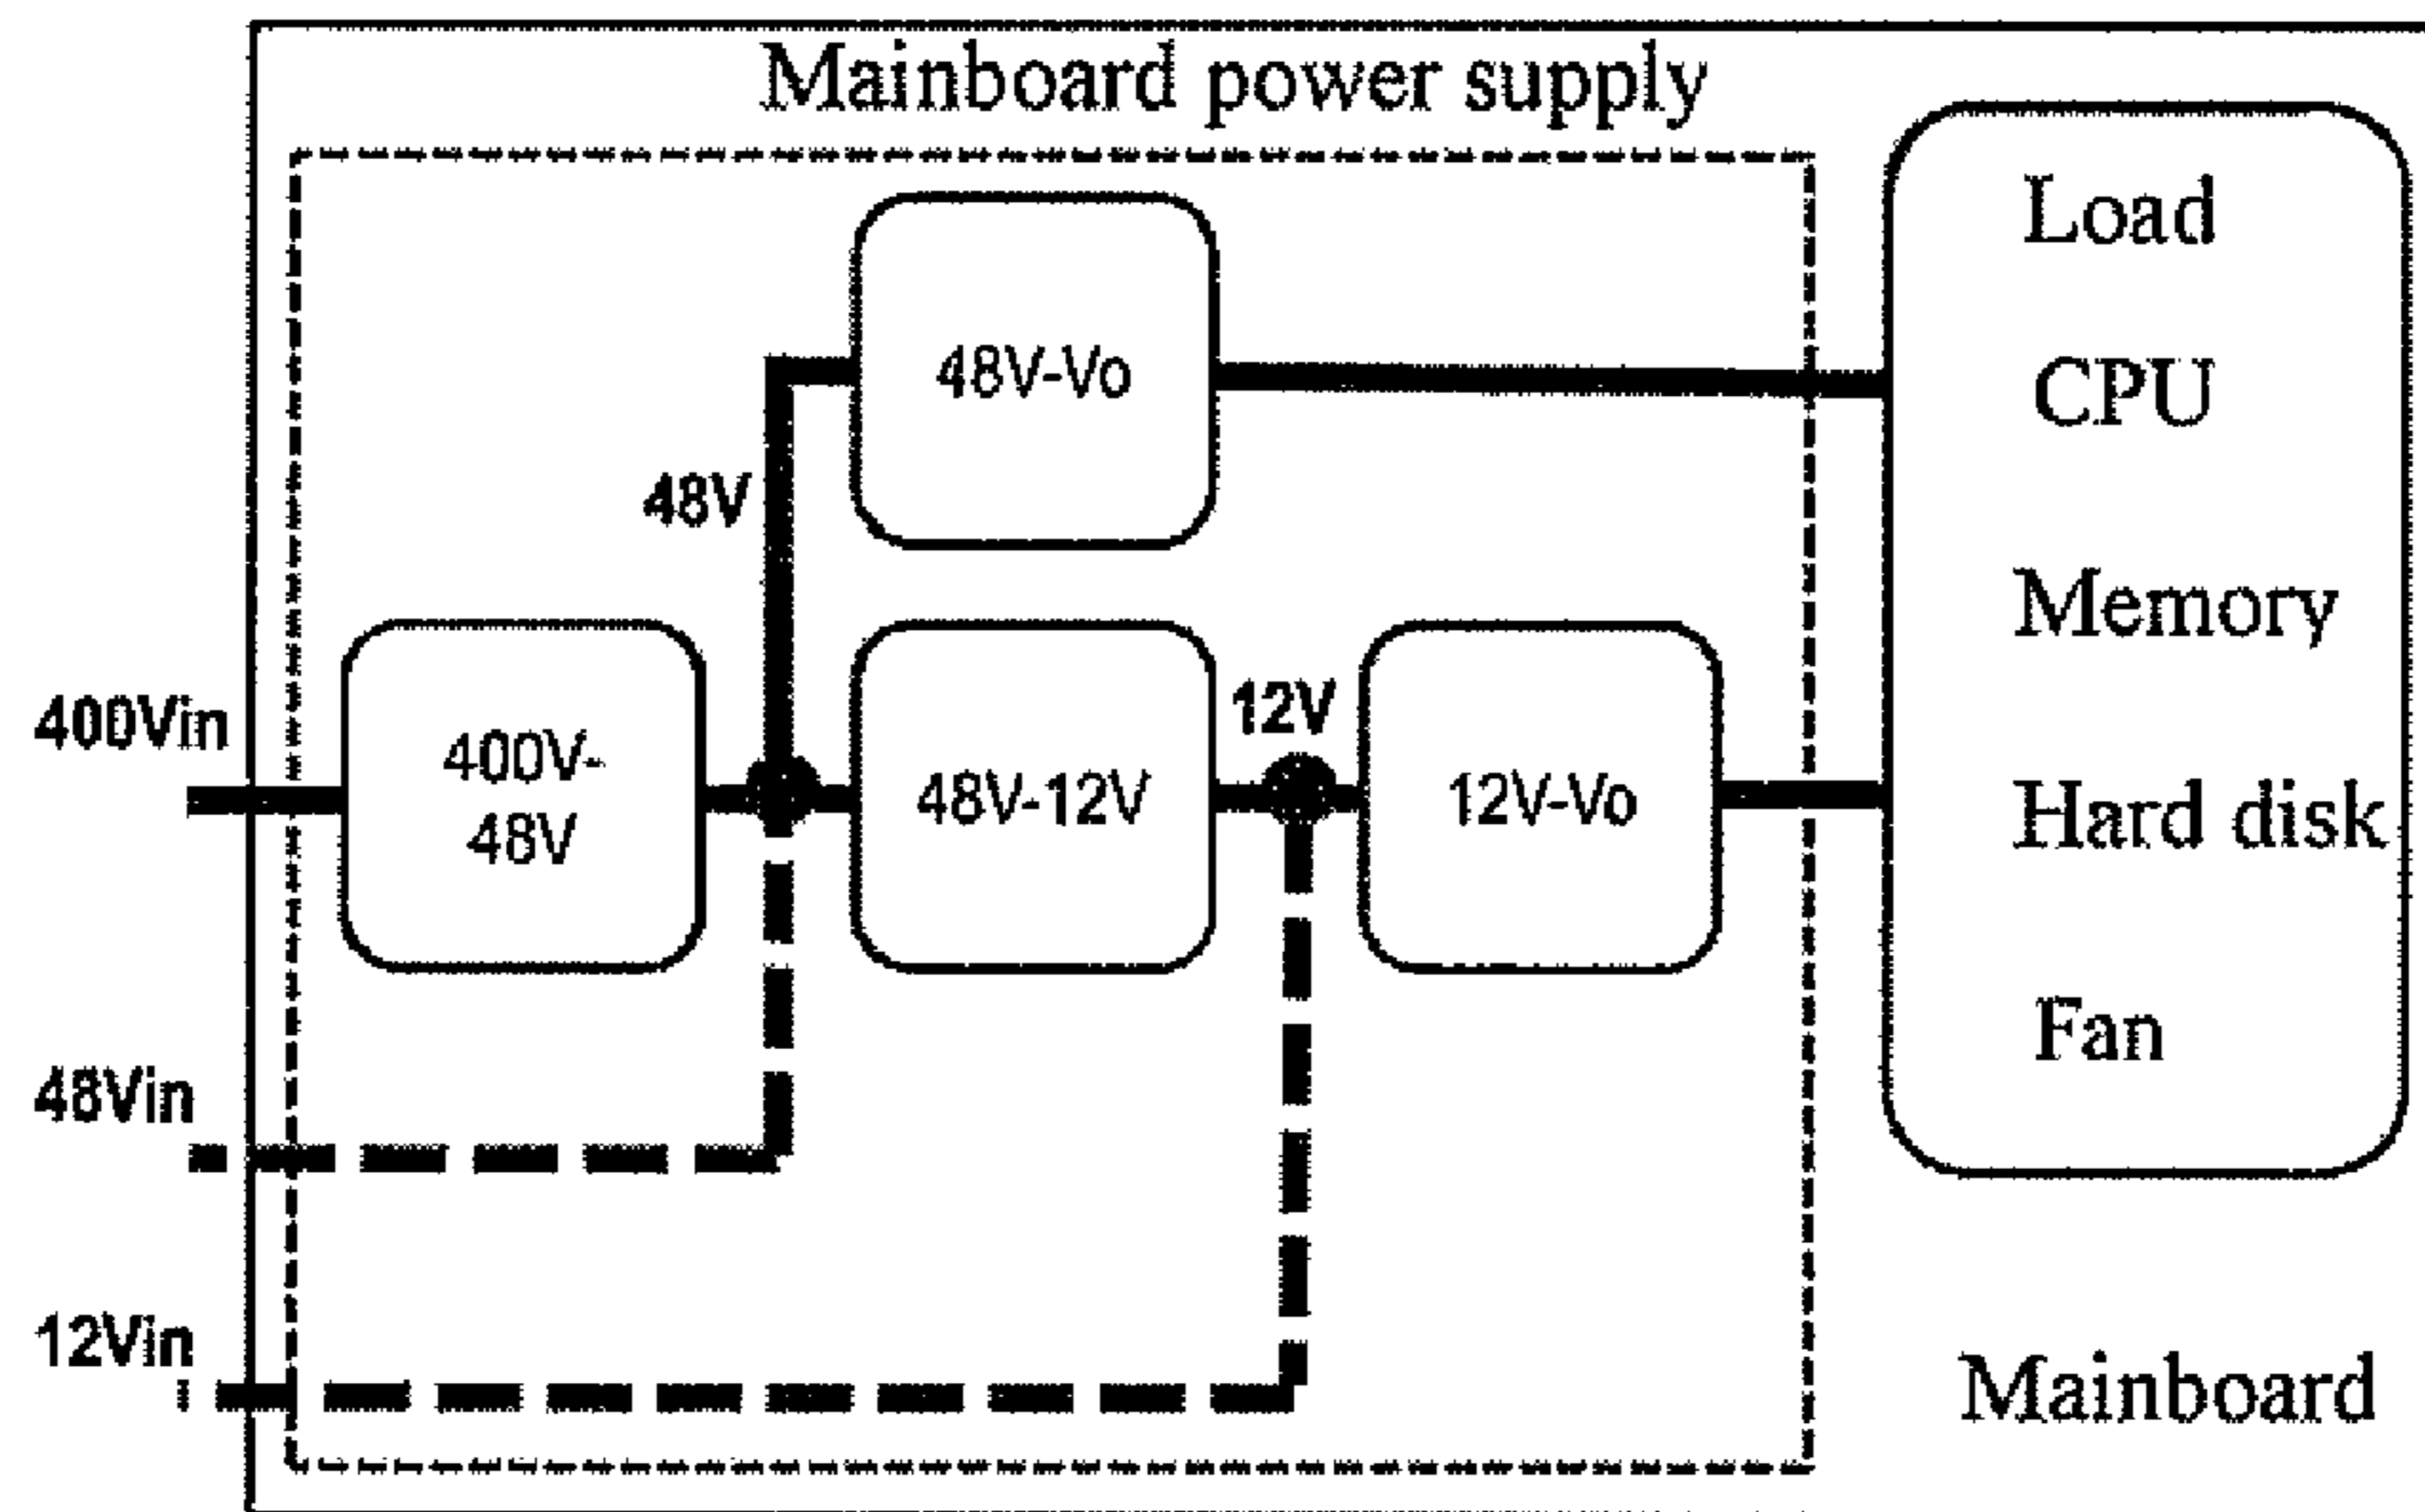 Mainboard power supply
Load
48V-Vo
CPU
48V
Memory
400Vin
12V
400V-
48V
48V-12V
12V-Vo
Hard disk
Fan
48Vin
12Vin
Mainboard